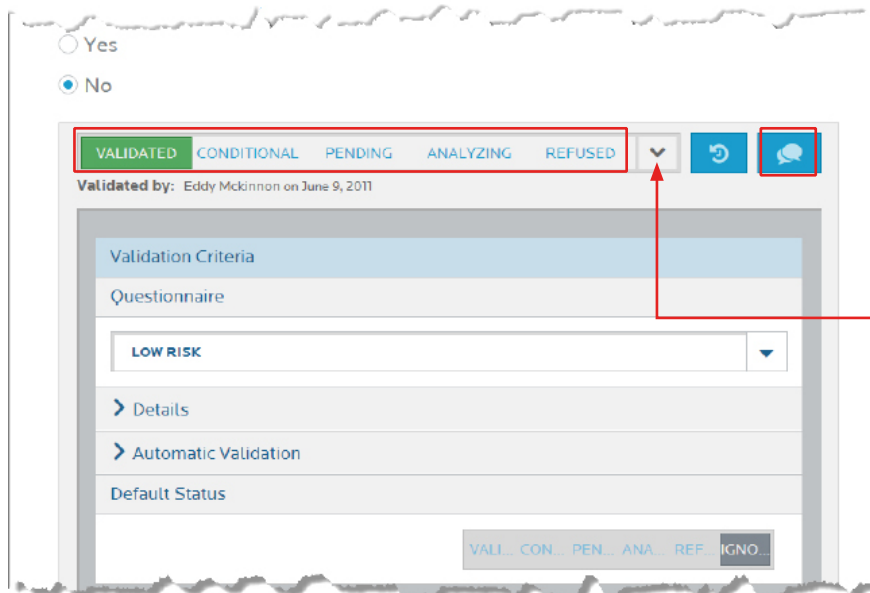 Yes
No
VALIDATED CONDITIONAL PENDING ANALYZING REFUSED
Validated by: Eddy Mckinnon on June 9, 2011
Validation Criteria
Questionnaire
LOW RISK
Details
Automatic Validation
Default Status
VALI... CON... PEN... ANA... REF... IGNO...